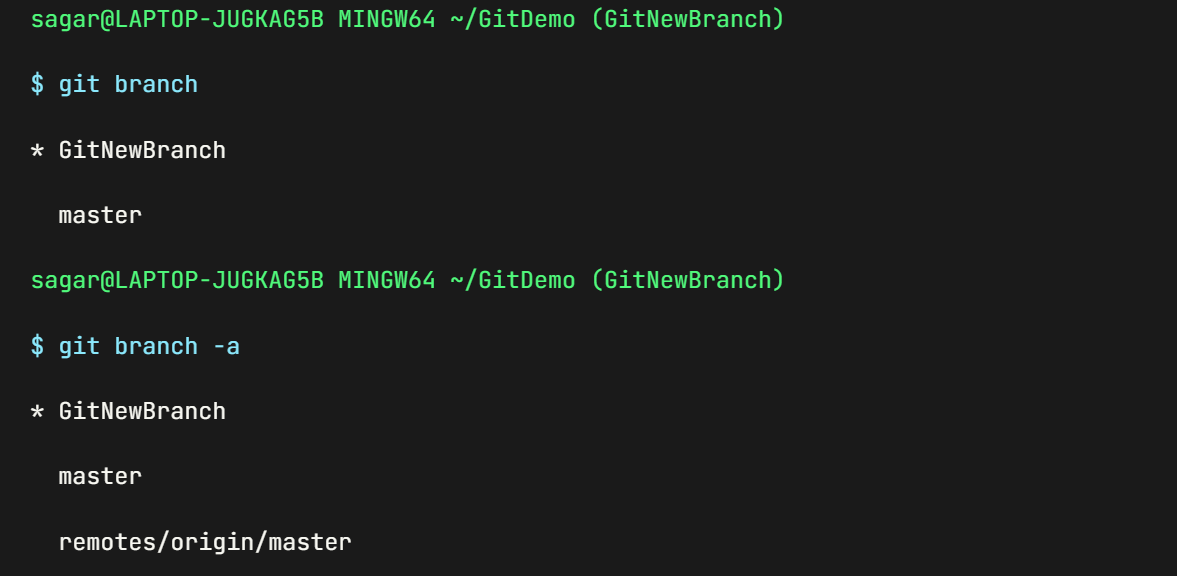 sagar@LAPTOP-JUGKAG5B MINGW64 ~/GitDemo (GitNewBranch)
$ git branch
* GitNewBranch
  master
sagar@LAPTOP-JUGKAG5B MINGW64 ~/GitDemo (GitNewBranch)
$ git branch -a
* GitNewBranch
  master
  remotes/origin/master